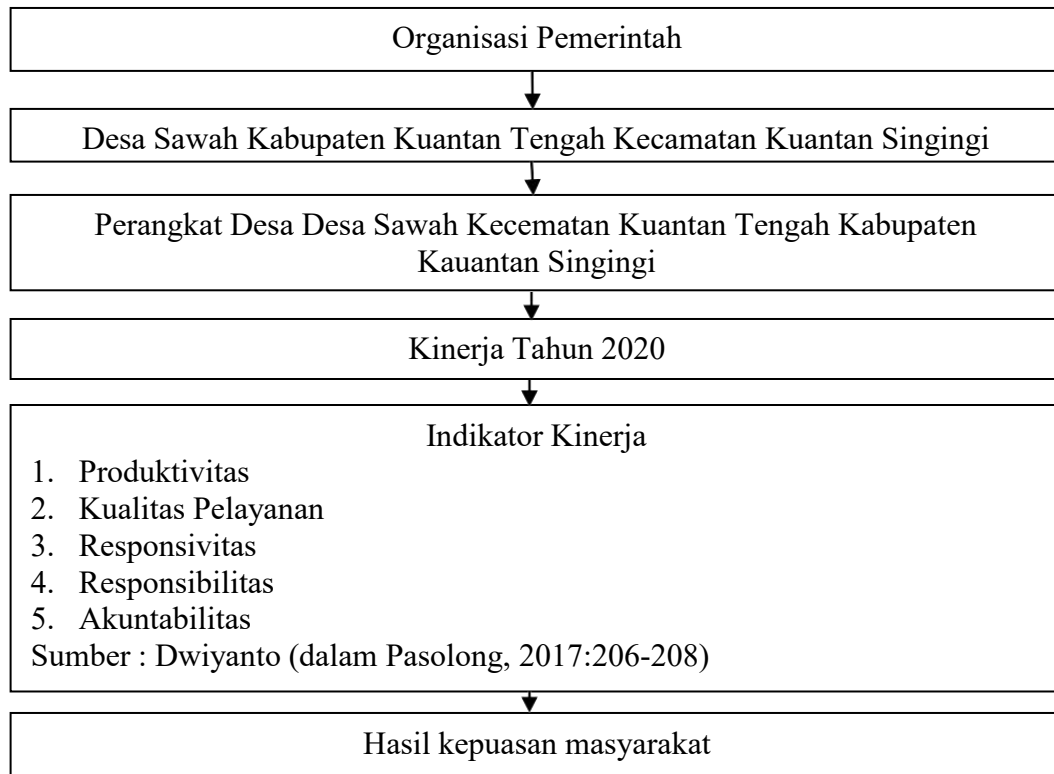 Organisasi Pemerintah
Desa Sawah Kabupaten Kuantan Tengah Kecamatan Kuantan Singingi
Perangkat Desa Desa Sawah Kecematan Kuantan Tengah Kabupaten
Kauantan Singingi
Kinerja Tahun 2020
Indikator Kinerja
1. Produktivitas
2. Kualitas Pelayanan
3. Responsivitas
4. Responsibilitas
5. Akuntabilitas
Sumber : Dwiyanto (dalam Pasolong, 2017:206-208)
Hasil kepuasan masyarakat